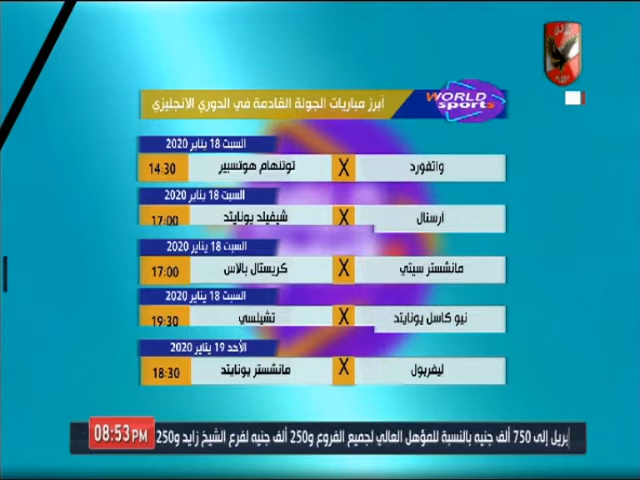 WORLD
sports
أبرز مباريات الجولة القادمة في الدوري الانجليزي
السبت 18 يناير 2020
واتفورد X توتنهام هوتسبير 14:30
السبت 18 يناير 2020
آرسنال X شيفيلد يونايتد 17:00
السبت 18 يناير 2020
مانشستر سيتي X كريستال بالاس 17:00
السبت 18 يناير 2020
نيو كاسل يونايتد X تشيلسي 19:30
الأحد 19 يناير 2020
ليفربول X مانشستر يونايتد 18:30
بريل إلى 750 ألف جنيه بالنسبة للمؤهل العالي لجميع الفروع و250 ألف جنيه لفرع الشيخ زايد و250
08:53 PM